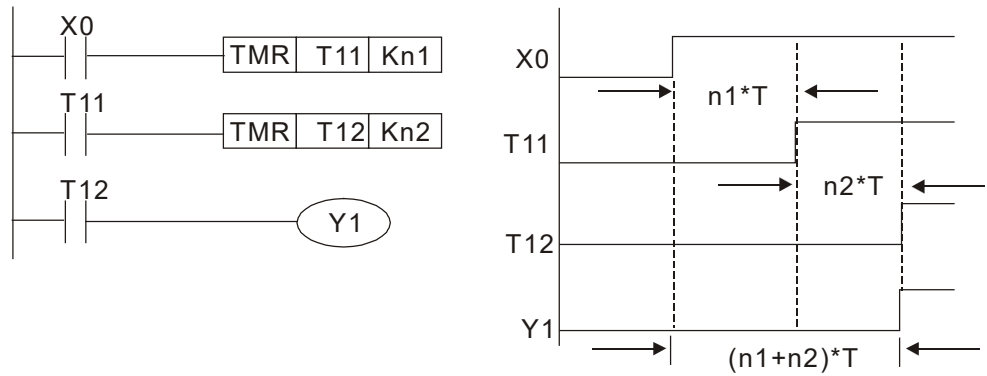 X0
TMR T11 Kn1
T11
TMR T12 Kn2
T12
Y1
X0
n1*T
T11
n2*T
T12
Y1
(n1+n2)*T